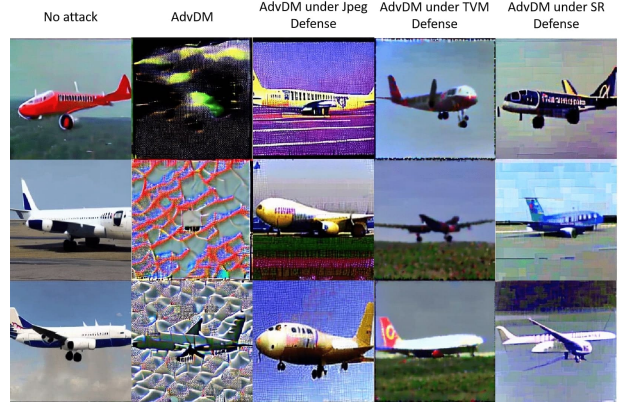 No attack
AdvDM
AdvDM under Jpeg
Defense
AdvDM under TVM
Defense
AdvDM under SR
Defense